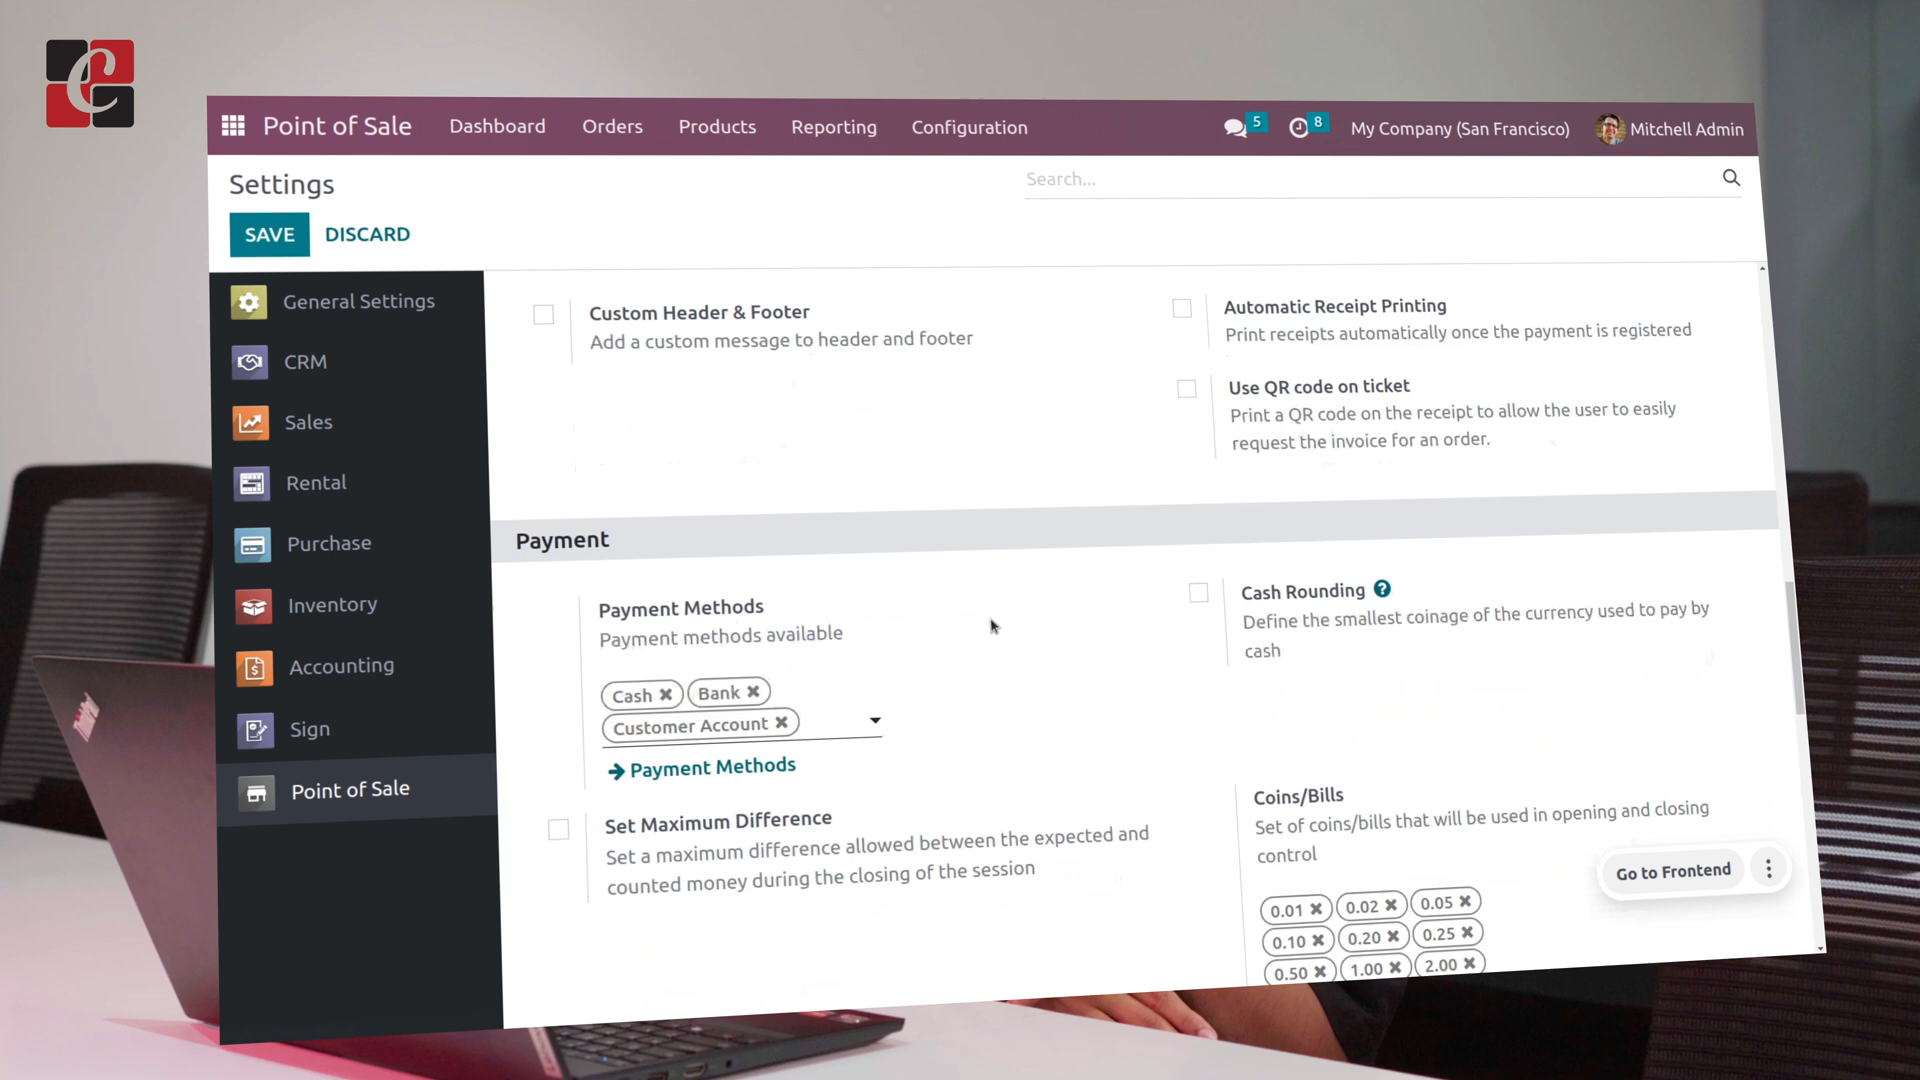 Point of Sale Dashboard Orders Products Reporting Configuration 5 8 My Company (San Francisco) Mitchell Admin
Settings
Search...
SAVE DISCARD
General Settings
CRM
Sales
Rental
Purchase
Inventory
Accounting
Sign
Point of Sale
Custom Header & Footer
Add a custom message to header and footer
Automatic Receipt Printing
Print receipts automatically once the payment is registered
Use QR code on ticket
Print a QR code on the receipt to allow the user to easily
request the invoice for an order.
Payment
Payment Methods
Payment methods available
Cash Bank
Customer Account
Payment Methods
Cash Rounding ?
Define the smallest coinage of the currency used to pay by
cash
Set Maximum Difference
Set a maximum difference allowed between the expected and
counted money during the closing of the session
Coins/Bills
Set of coins/bills that will be used in opening and closing
control
0.01 0.02 0.05
0.10 0.20 0.25
0.50 1.00 2.00
Go to Frontend